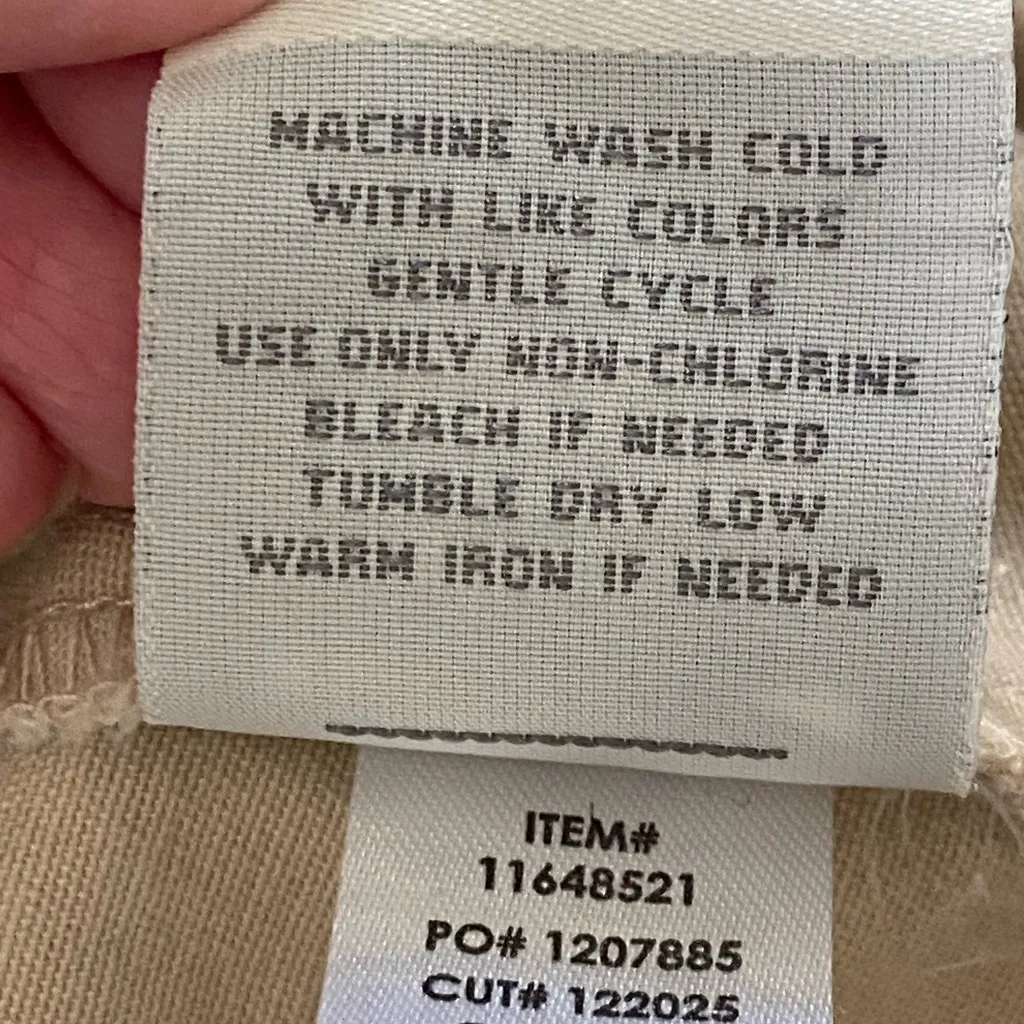 MACHINE WASH COLD
WITH LIKE COLORS
GENTLE CYCLE
USE ONLY NON-CHLORINE
BLEACH IF NEEDED
TUMBLE DRY LOW
WARM IRON IF NEEDED
ITEM#
11648521
PO# 1207885
CUT# 122025